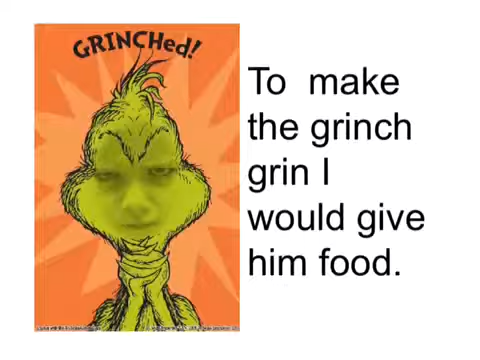 GRINCHed!
To make
the grinch
grin I
would give
him food.